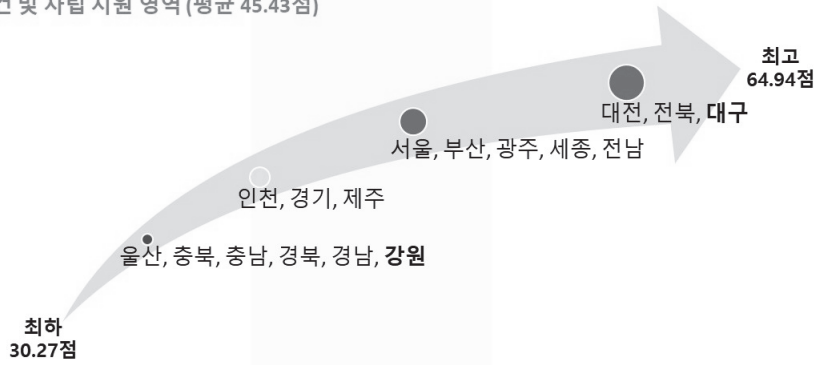 및 자립 지원 영역 (평균 45.43점)
최고
64.94점
대전, 전북, 대구
서울, 부산, 광주, 세종, 전남
인천, 경기, 제주
울산, 충북, 충남, 경북, 경남, 강원
최하
30.27점